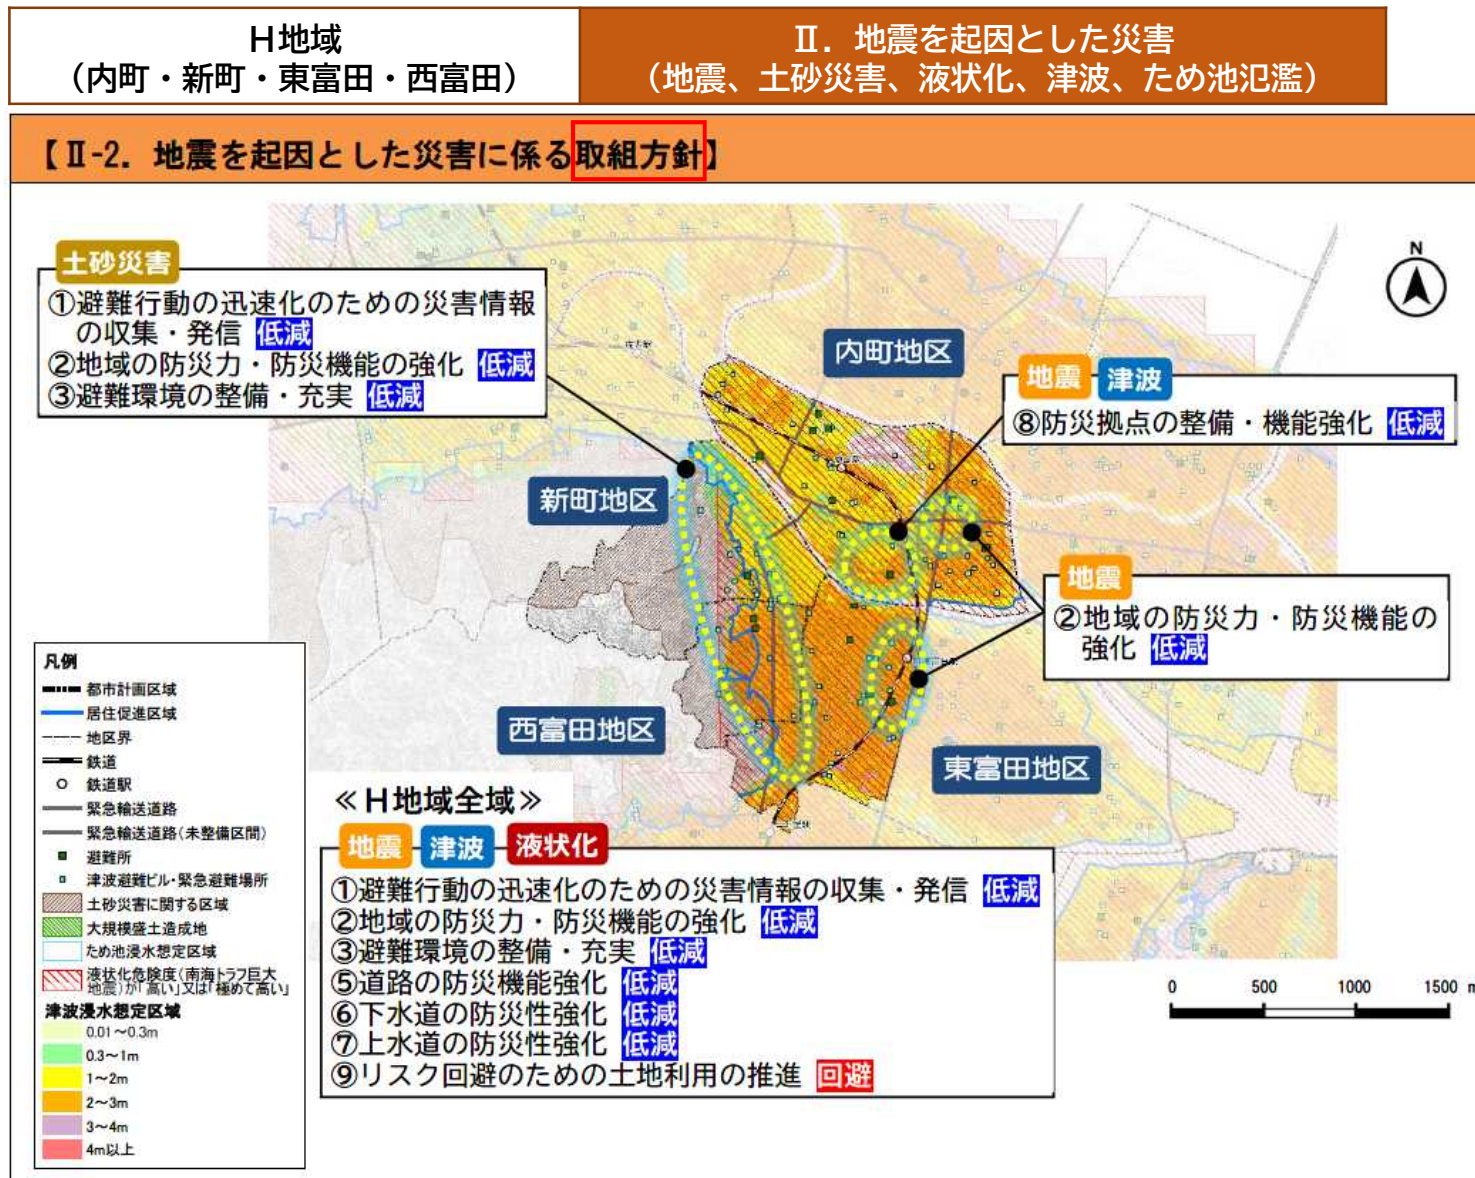 H地域
（内町・新町・東富田・西富田）
Ⅱ．地震を起因とした災害
（地震、土砂災害、液状化、津波、ため池氾濫）
【Ⅱ-2．地震を起因とした災害に係る取組方針】
土砂災害
①避難行動の迅速化のための災害情報
の収集・発信 低減
②地域の防災力・防災機能の強化 低減
③避難環境の整備・充実 低減
N
内町地区
地震 津波
⑧防災拠点の整備・機能強化 低減
新町地区
地震
②地域の防災力・防災機能の
強化 低減
西富田地区
東富田地区
凡例
都市計画区域
居住促進区域
地区界
鉄道
鉄道駅
緊急輸送道路
緊急輸送道路（未整備区間）
避難所
津波避難ビル・緊急避難場所
土砂災害に関する区域
大規模盛土造成地
ため池浸水想定区域
液状化危険度（南海トラフ巨大
地震）が「高い」又は「極めて高い」
津波浸水想定区域
0.01～0.3m
0.3～1m
1～2m
2～3m
3～4m
4m以上
≪H地域全域≫
地震 津波 液状化
①避難行動の迅速化のための災害情報の収集・発信 低減
②地域の防災力・防災機能の強化 低減
③避難環境の整備・充実 低減
⑤道路の防災機能強化 低減
⑥下水道の防災性強化 低減
⑦上水道の防災性強化 低減
⑨リスク回避のための土地利用の推進 回避
0 500 1000 1500 m